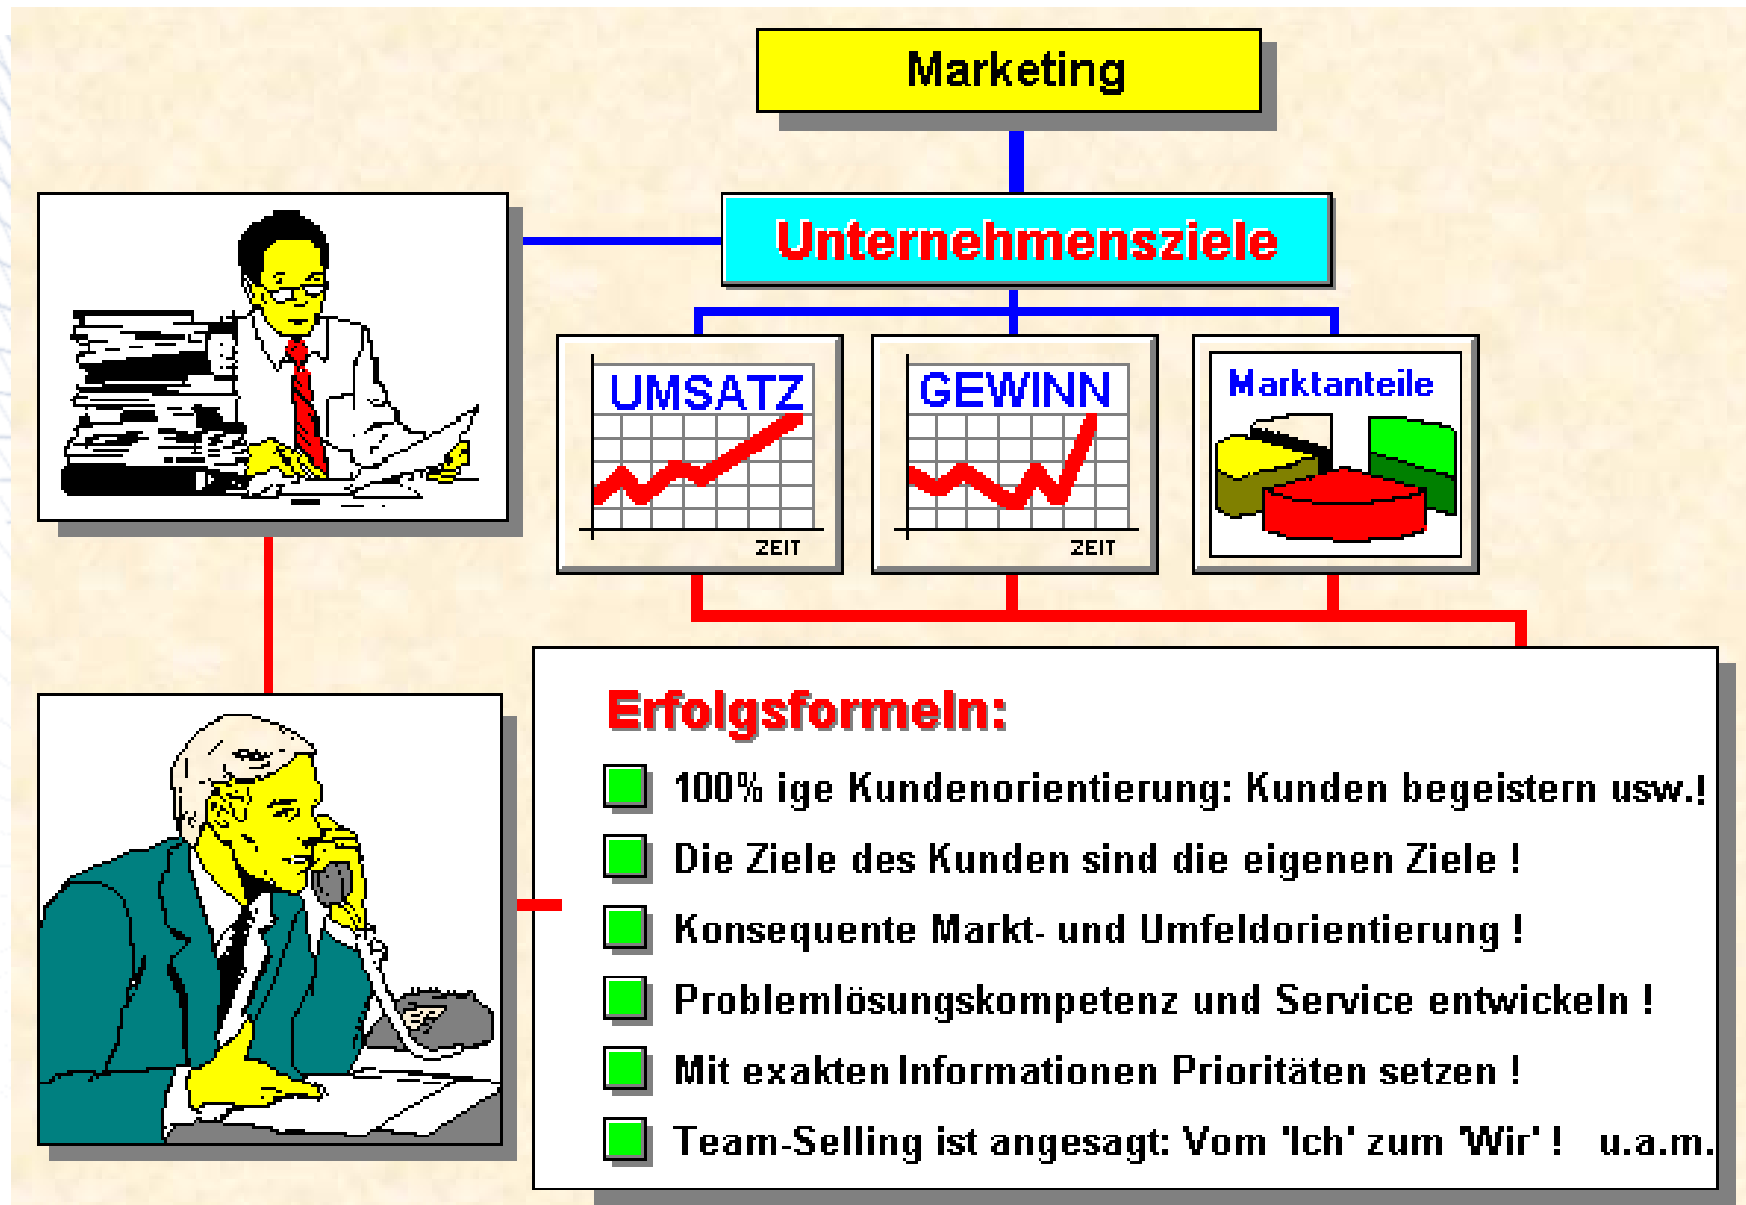 Marketing
Unternehmensziele
UMSATZ
ZEIT
GEWINN
ZEIT
Marktanteile
Erfolgsformeln:
100% ige Kundenorientierung: Kunden begeistern usw.!
Die Ziele des Kunden sind die eigenen Ziele !
Konsequente Markt- und Umfeldorientierung !
Problemlösungskompetenz und Service entwickeln !
Mit exakten Informationen Prioritäten setzen !
Team-Selling ist angesagt: Vom 'Ich' zum 'Wir' ! u.a.m.